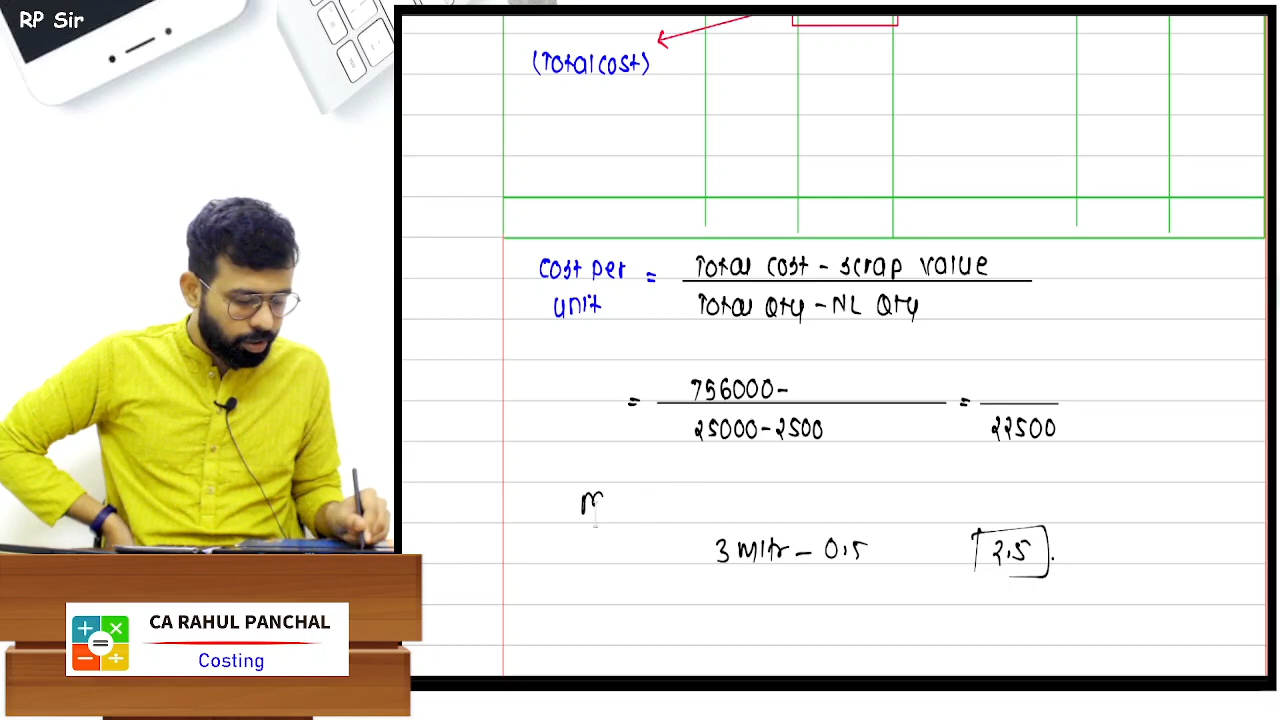 RP Sir
(Total cost)
cost per unit = Total cost - scrap value / Total Qty - NL Qty
= 756000- / 25000-2500 = / 22500
3 mltr - 0.5 2.5
CA RAHUL PANCHAL
Costing